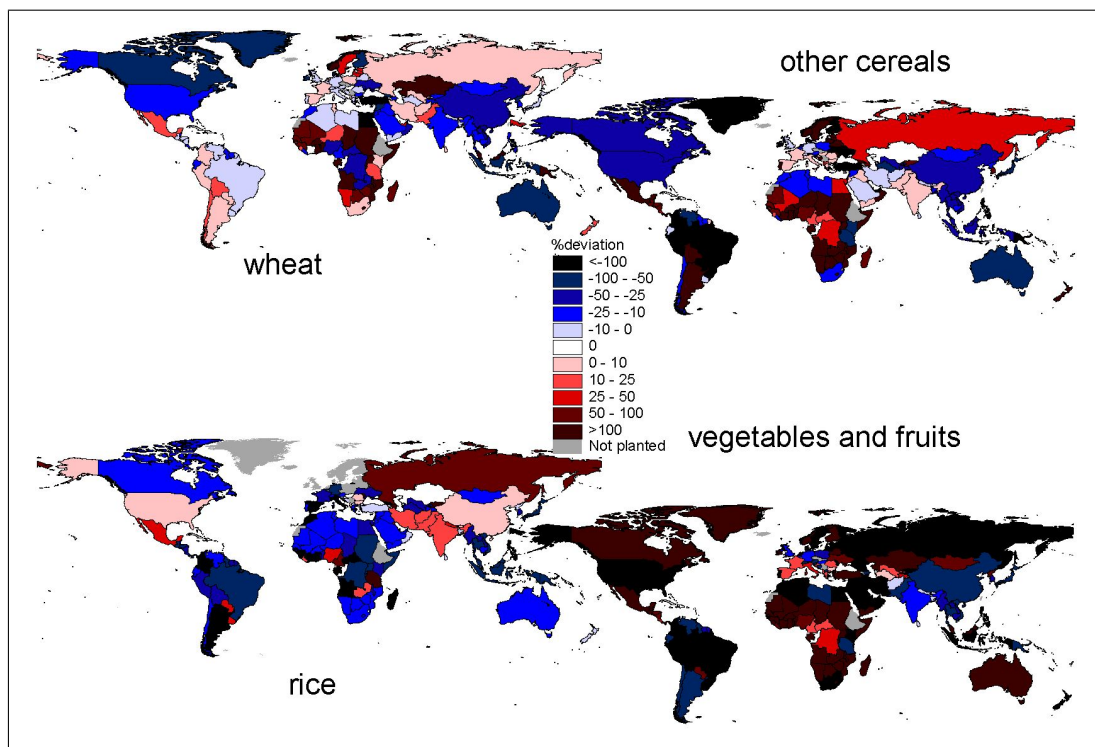 other cereals
wheat
%deviation
<-100
-100 - -50
-50 - -25
-25 - -10
-10 - 0
0
0 - 10
10 - 25
25 - 50
50 - 100
>100
Not planted
vegetables and fruits
rice